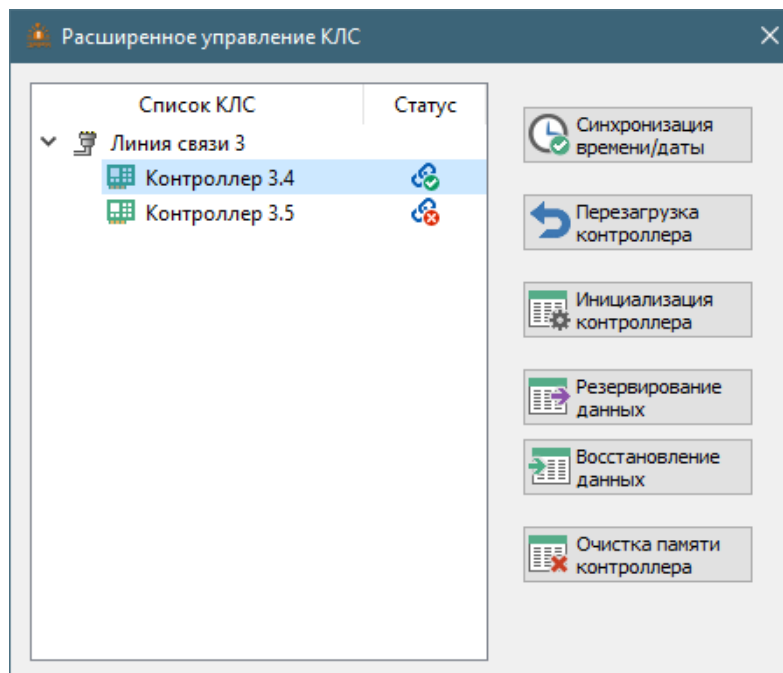 Расширенное управление КЛС
Список КЛС Статус
Линия связи 3
Контроллер 3.4
Контроллер 3.5
Синхронизация
времени/даты
Перезагрузка
контроллера
Инициализация
контроллера
Резервирование
данных
Восстановление
данных
Очистка памяти
контроллера